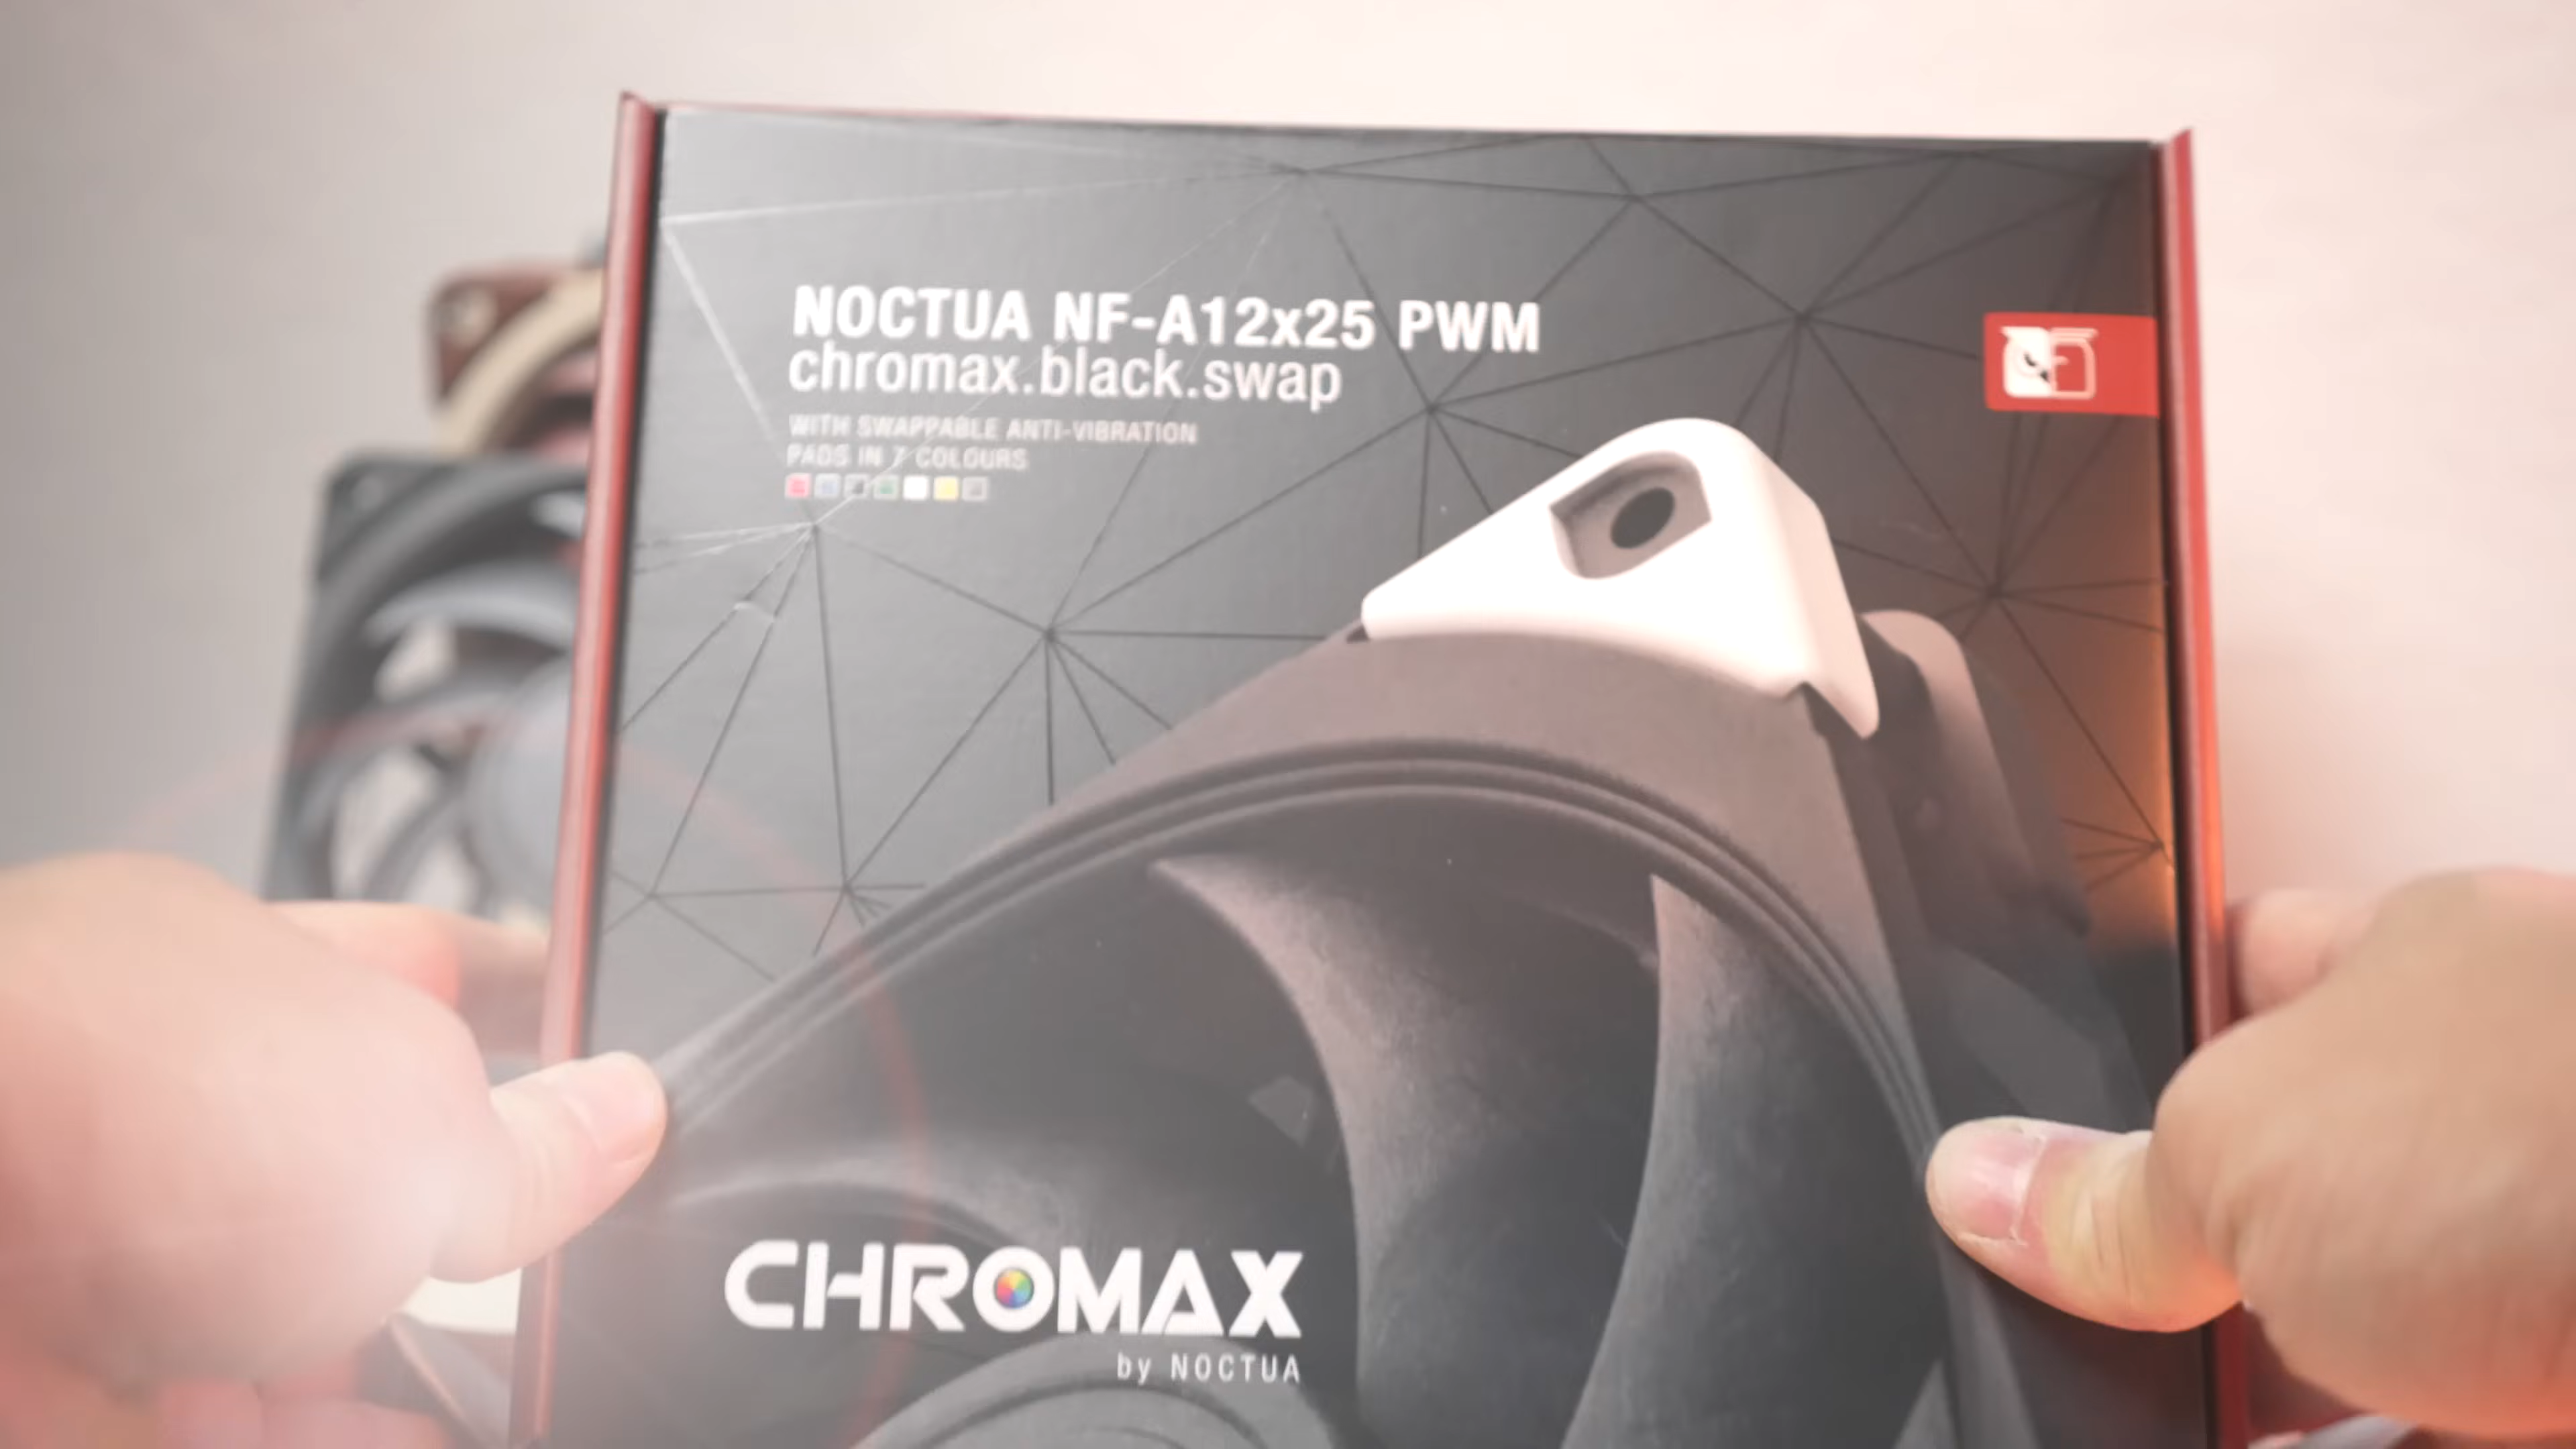 NOCTUA NF-A12x25 PWM
chromax.black.swap
WITH SWAPPABLE ANTI-VIBRATION
PADS IN 7 COLOURS
CHROMAX
by NOCTUA